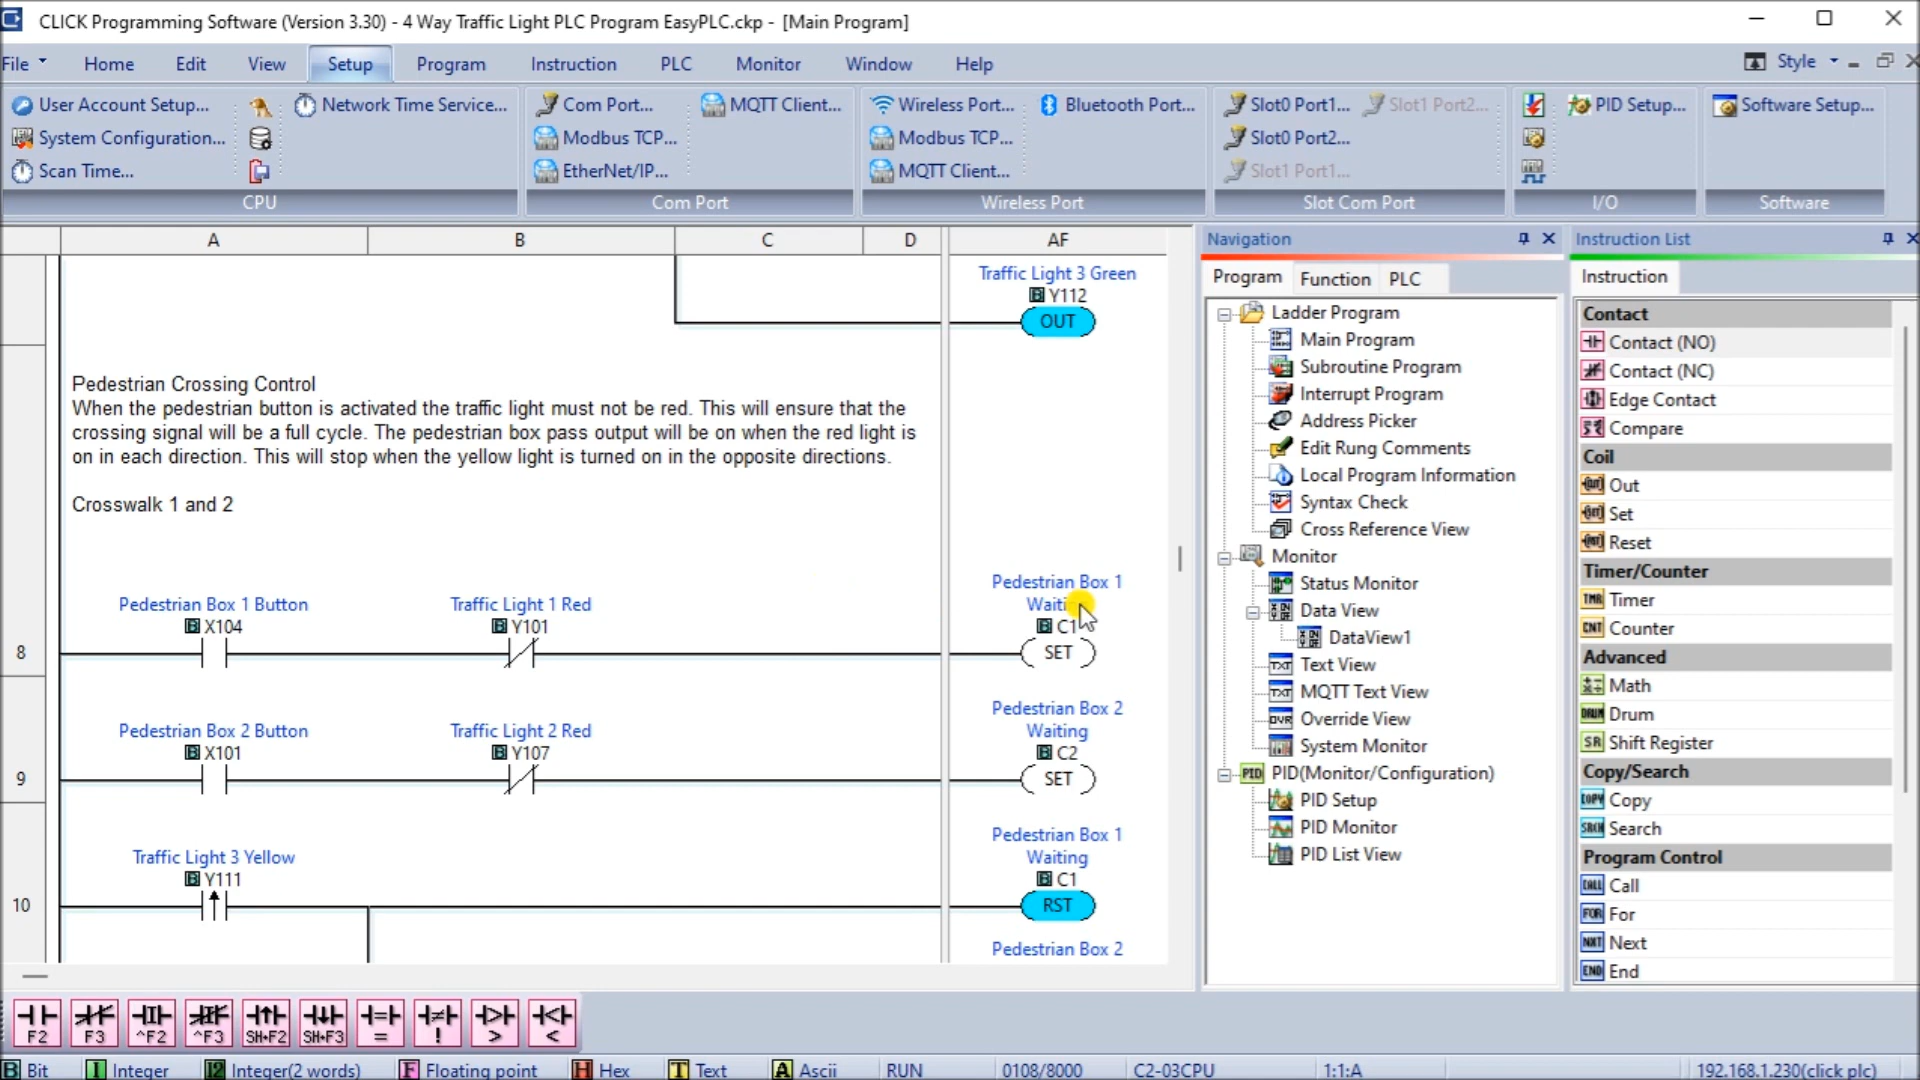 CLICK Programming Software (Version 3.30) - 4 Way Traffic Light PLC Program EasyPLC.ckp - [Main Program]
File Home Edit View Setup Program Instruction PLC Monitor Window Help Style
User Account Setup... Network Time Service... Com Port... MQTT Client... Wireless Port... Bluetooth Port... Slot0 Port1... Slot1 Port2... PID Setup... Software Setup...
System Configuration... Modbus TCP... Modbus TCP... Slot0 Port2...
Scan Time... EtherNet/IP... MQTT Client... Slot1 Port1...
CPU Com Port Wireless Port Slot Com Port I/O Software
A B C D AF
Traffic Light 3 Green
B Y112
OUT
Pedestrian Crossing Control
When the pedestrian button is activated the traffic light must not be red. This will ensure that the
crossing signal will be a full cycle. The pedestrian box pass output will be on when the red light is
on in each direction. This will stop when the yellow light is turned on in the opposite directions.
Crosswalk 1 and 2
Pedestrian Box 1
Pedestrian Box 1 Button Traffic Light 1 Red
B X104 B Y101 B C1
8 SET
Pedestrian Box 2
Pedestrian Box 2 Button Traffic Light 2 Red Waiting
B X101 B Y107 B C2
9 SET
Pedestrian Box 1
Traffic Light 3 Yellow Waiting
B Y111 B C1
10 RST
Pedestrian Box 2
Navigation
Program Function PLC
Ladder Program
Main Program
Subroutine Program
Interrupt Program
Address Picker
Edit Rung Comments
Local Program Information
Syntax Check
Cross Reference View
Monitor
Status Monitor
Data View
DataView1
TXT Text View
TXT MQTT Text View
OVR Override View
System Monitor
PID PID(Monitor/Configuration)
PID Setup
PID Monitor
PID List View
Instruction List
Instruction
Contact
Contact (NO)
Contact (NC)
Edge Contact
Compare
Coil
Out
Set
Reset
Timer/Counter
TMR Timer
CNT Counter
Advanced
Math
DRUM Drum
SR Shift Register
Copy/Search
COPY Copy
Search
Program Control
CALL Call
FOR For
NXT Next
END End
F2 F3 ^F2 ^F3 SH+F2 SH+F3 = ! > <
B Bit I Integer I2 Integer(2 words) F Floating point H Hex T Text A Ascii RUN 0108/8000 C2-03CPU 1:1:A 192.168.1.230(click plc)